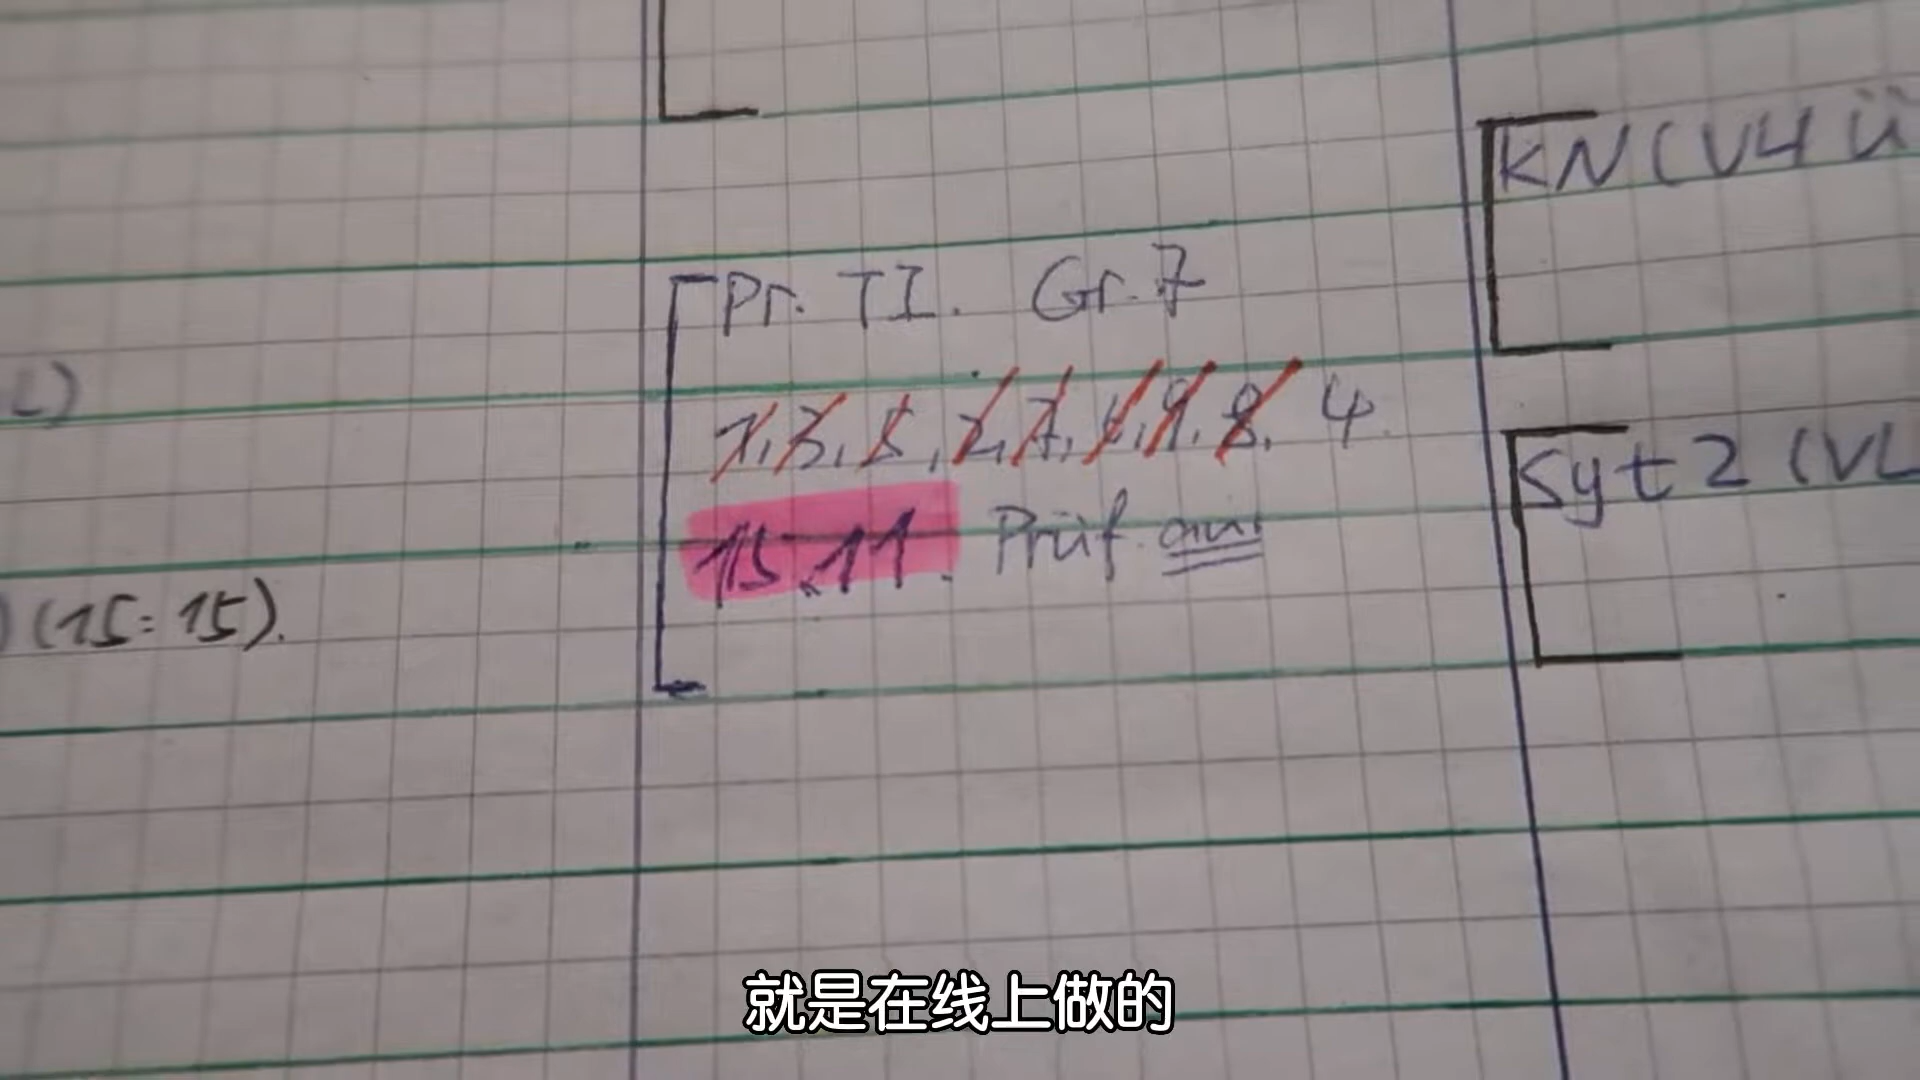 Pr. TI. Gr. 7
1, 3, 5, 2, 7, 6, 9, 8, 4
15.11. Prüf.
L)
(15:15).
KN (V4 Ü
Syt 2 (VL
就是在线上做的